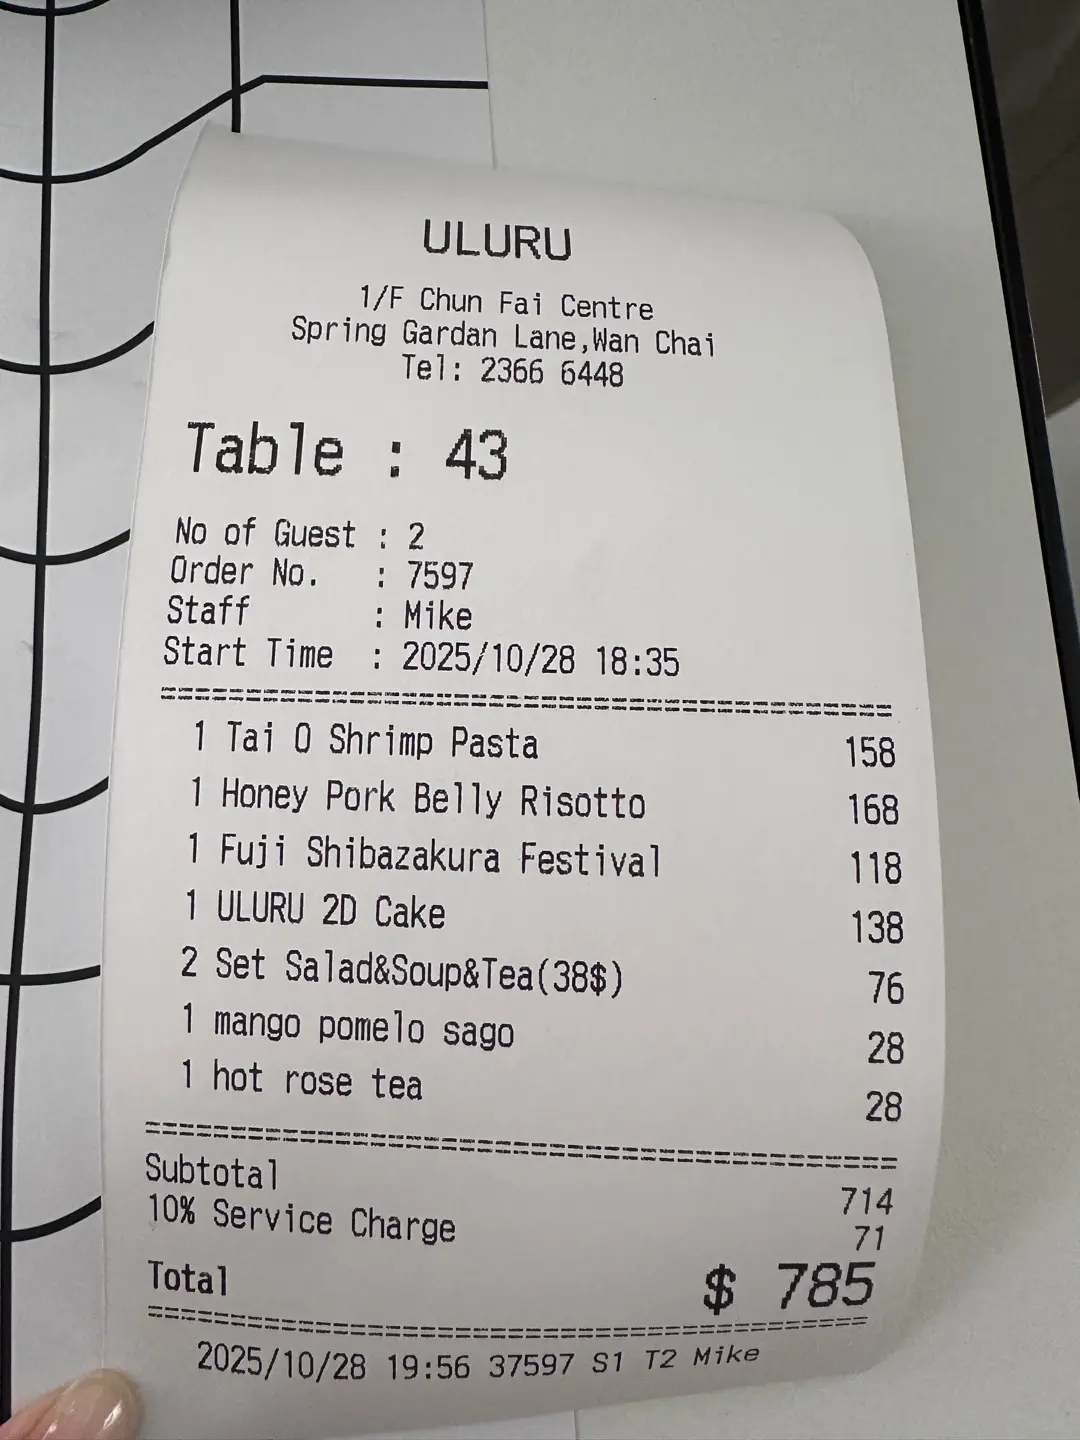 ULURU
1/F Chun Fai Centre
Spring Gardan Lane,Wan Chai
Tel: 2366 6448
Table : 43
No of Guest : 2
Order No. : 7597
Staff : Mike
Start Time : 2025/10/28 18:35
1 Tai O Shrimp Pasta 158
1 Honey Pork Belly Risotto 168
1 Fuji Shibazakura Festival 118
1 ULURU 2D Cake 138
2 Set Salad&Soup&Tea(38$) 76
1 mango pomelo sago 28
1 hot rose tea 28
Subtotal 714
10% Service Charge 71
Total $ 785
2025/10/28 19:56 37597 S1 T2 Mike